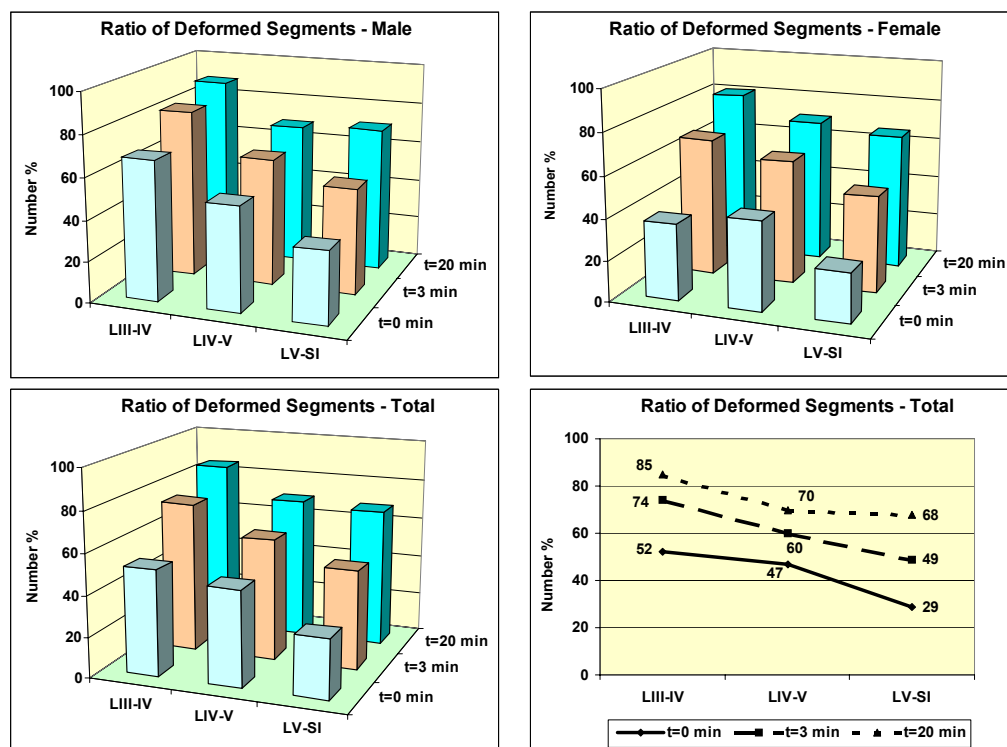 Ratio of Deformed Segments - Male
Number %
100
80
60
40
20
0
LIII-IV
LIV-V
LV-SI
t=0 min
t=3 min
t=20 min
Ratio of Deformed Segments - Female
Number %
100
80
60
40
20
0
LIII-IV
LIV-V
LV-SI
t=0 min
t=3 min
t=20 min
Ratio of Deformed Segments - Total
Number %
100
80
60
40
20
0
LIII-IV
LIV-V
LV-SI
t=0 min
t=3 min
t=20 min
Ratio of Deformed Segments - Total
Number %
100
80
60
40
20
0
85
70
68
74
60
49
52
47
29
LIII-IV
LIV-V
LV-SI
t=0 min
t=3 min
t=20 min